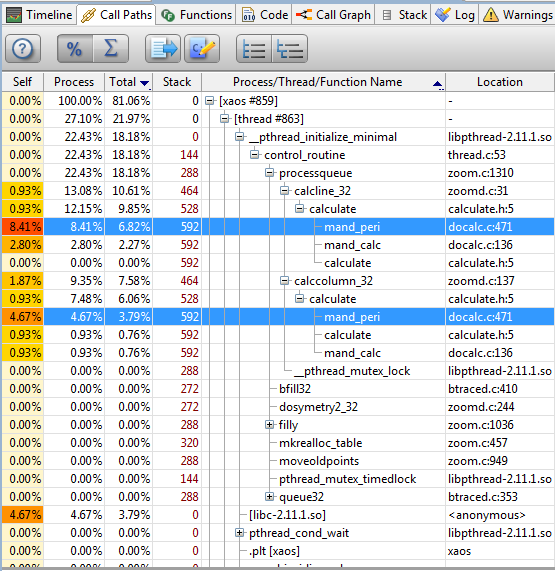 Timeline Call Paths Functions Code Call Graph Stack Log Warnings
? % Σ
Self Process Total Stack Process/Thread/Function Name Location
0.00% 100.00% 81.06% 0 [xaos #859] -
0.00% 27.10% 21.97% 0 [thread #863] -
0.00% 22.43% 18.18% 0 __pthread_initialize_minimal libpthread-2.11.1.so
0.00% 22.43% 18.18% 144 control_routine thread.c:53
0.00% 22.43% 18.18% 288 processqueue zoom.c:1310
0.93% 13.08% 10.61% 464 calcline_32 zoomd.c:31
0.93% 12.15% 9.85% 528 calculate calculate.h:5
8.41% 8.41% 6.82% 592 mand_peri docalc.c:471
2.80% 2.80% 2.27% 592 mand_calc docalc.c:136
0.00% 0.00% 0.00% 592 calculate calculate.h:5
1.87% 9.35% 7.58% 464 calccolumn_32 zoomd.c:137
0.93% 7.48% 6.06% 528 calculate calculate.h:5
4.67% 4.67% 3.79% 592 mand_peri docalc.c:471
0.93% 0.93% 0.76% 592 calculate calculate.h:5
0.93% 0.93% 0.76% 592 mand_calc docalc.c:136
0.00% 0.00% 0.00% 288 __pthread_mutex_lock libpthread-2.11.1.so
0.00% 0.00% 0.00% 272 bfill32 btraced.c:410
0.00% 0.00% 0.00% 272 dosymetry2_32 zoomd.c:244
0.00% 0.00% 0.00% 288 filly zoom.c:1036
0.00% 0.00% 0.00% 320 mkrealloc_table zoom.c:457
0.00% 0.00% 0.00% 288 moveoldpoints zoom.c:949
0.00% 0.00% 0.00% 144 pthread_mutex_timedlock libpthread-2.11.1.so
0.00% 0.00% 0.00% 288 queue32 btraced.c:353
4.67% 4.67% 3.79% 0 [libc-2.11.1.so] <anonymous>
0.00% 0.00% 0.00% 0 pthread_cond_wait libpthread-2.11.1.so
0.00% 0.00% 0.00% 0 .plt [xaos] xaos